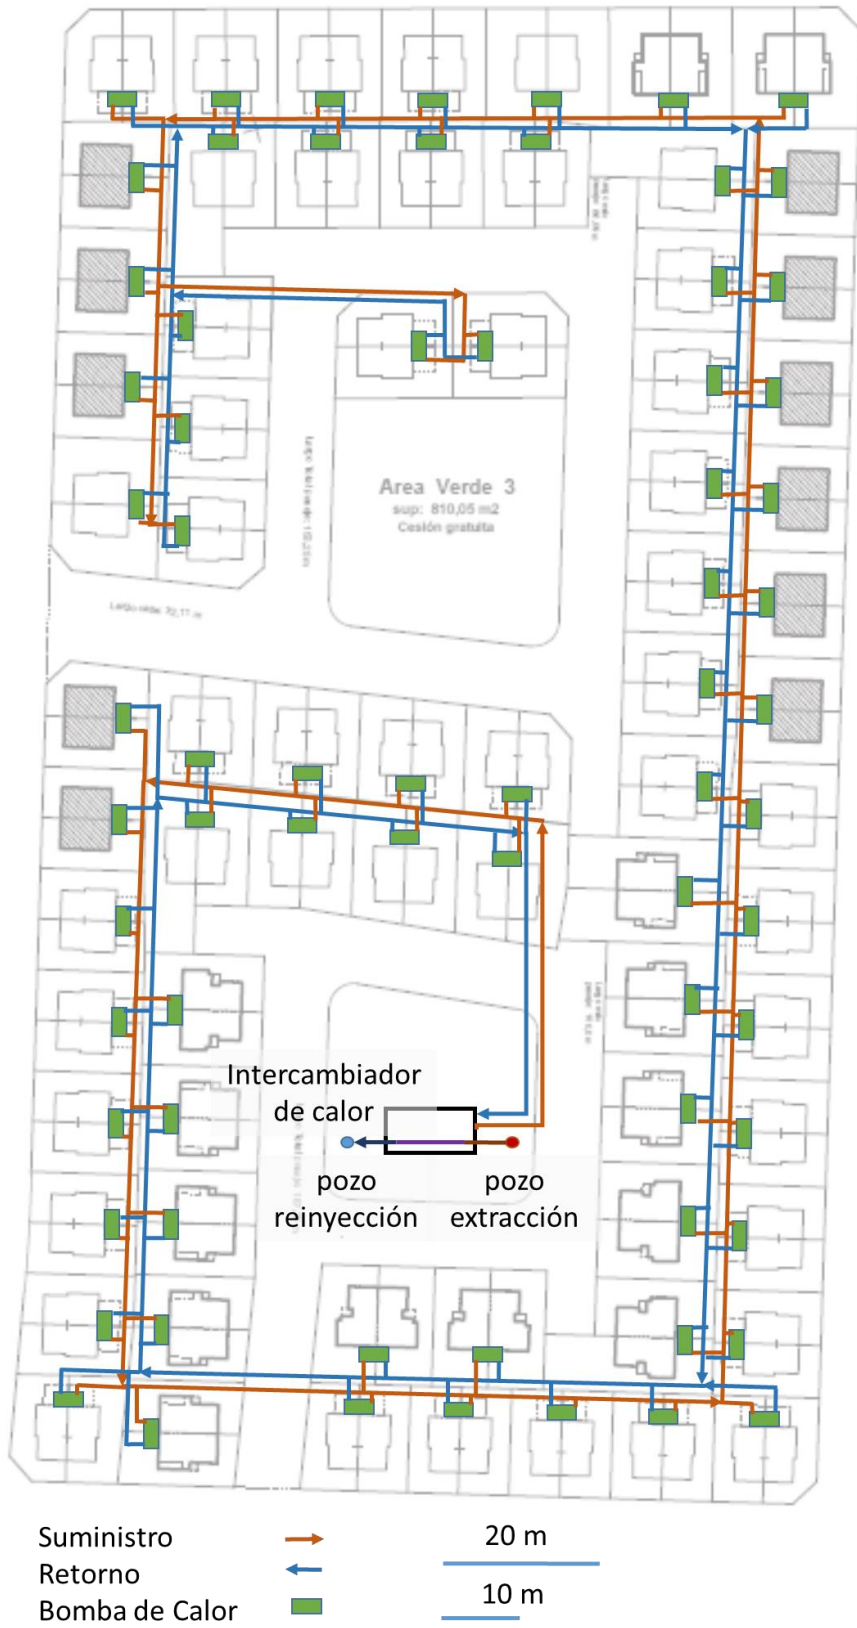 Area Verde 3
sup: 810,05 m2
Cesión gratuita
Intercambiador
de calor
pozo
reinyección
pozo
extracción
Suministro
20 m
Retorno
10 m
Bomba de Calor